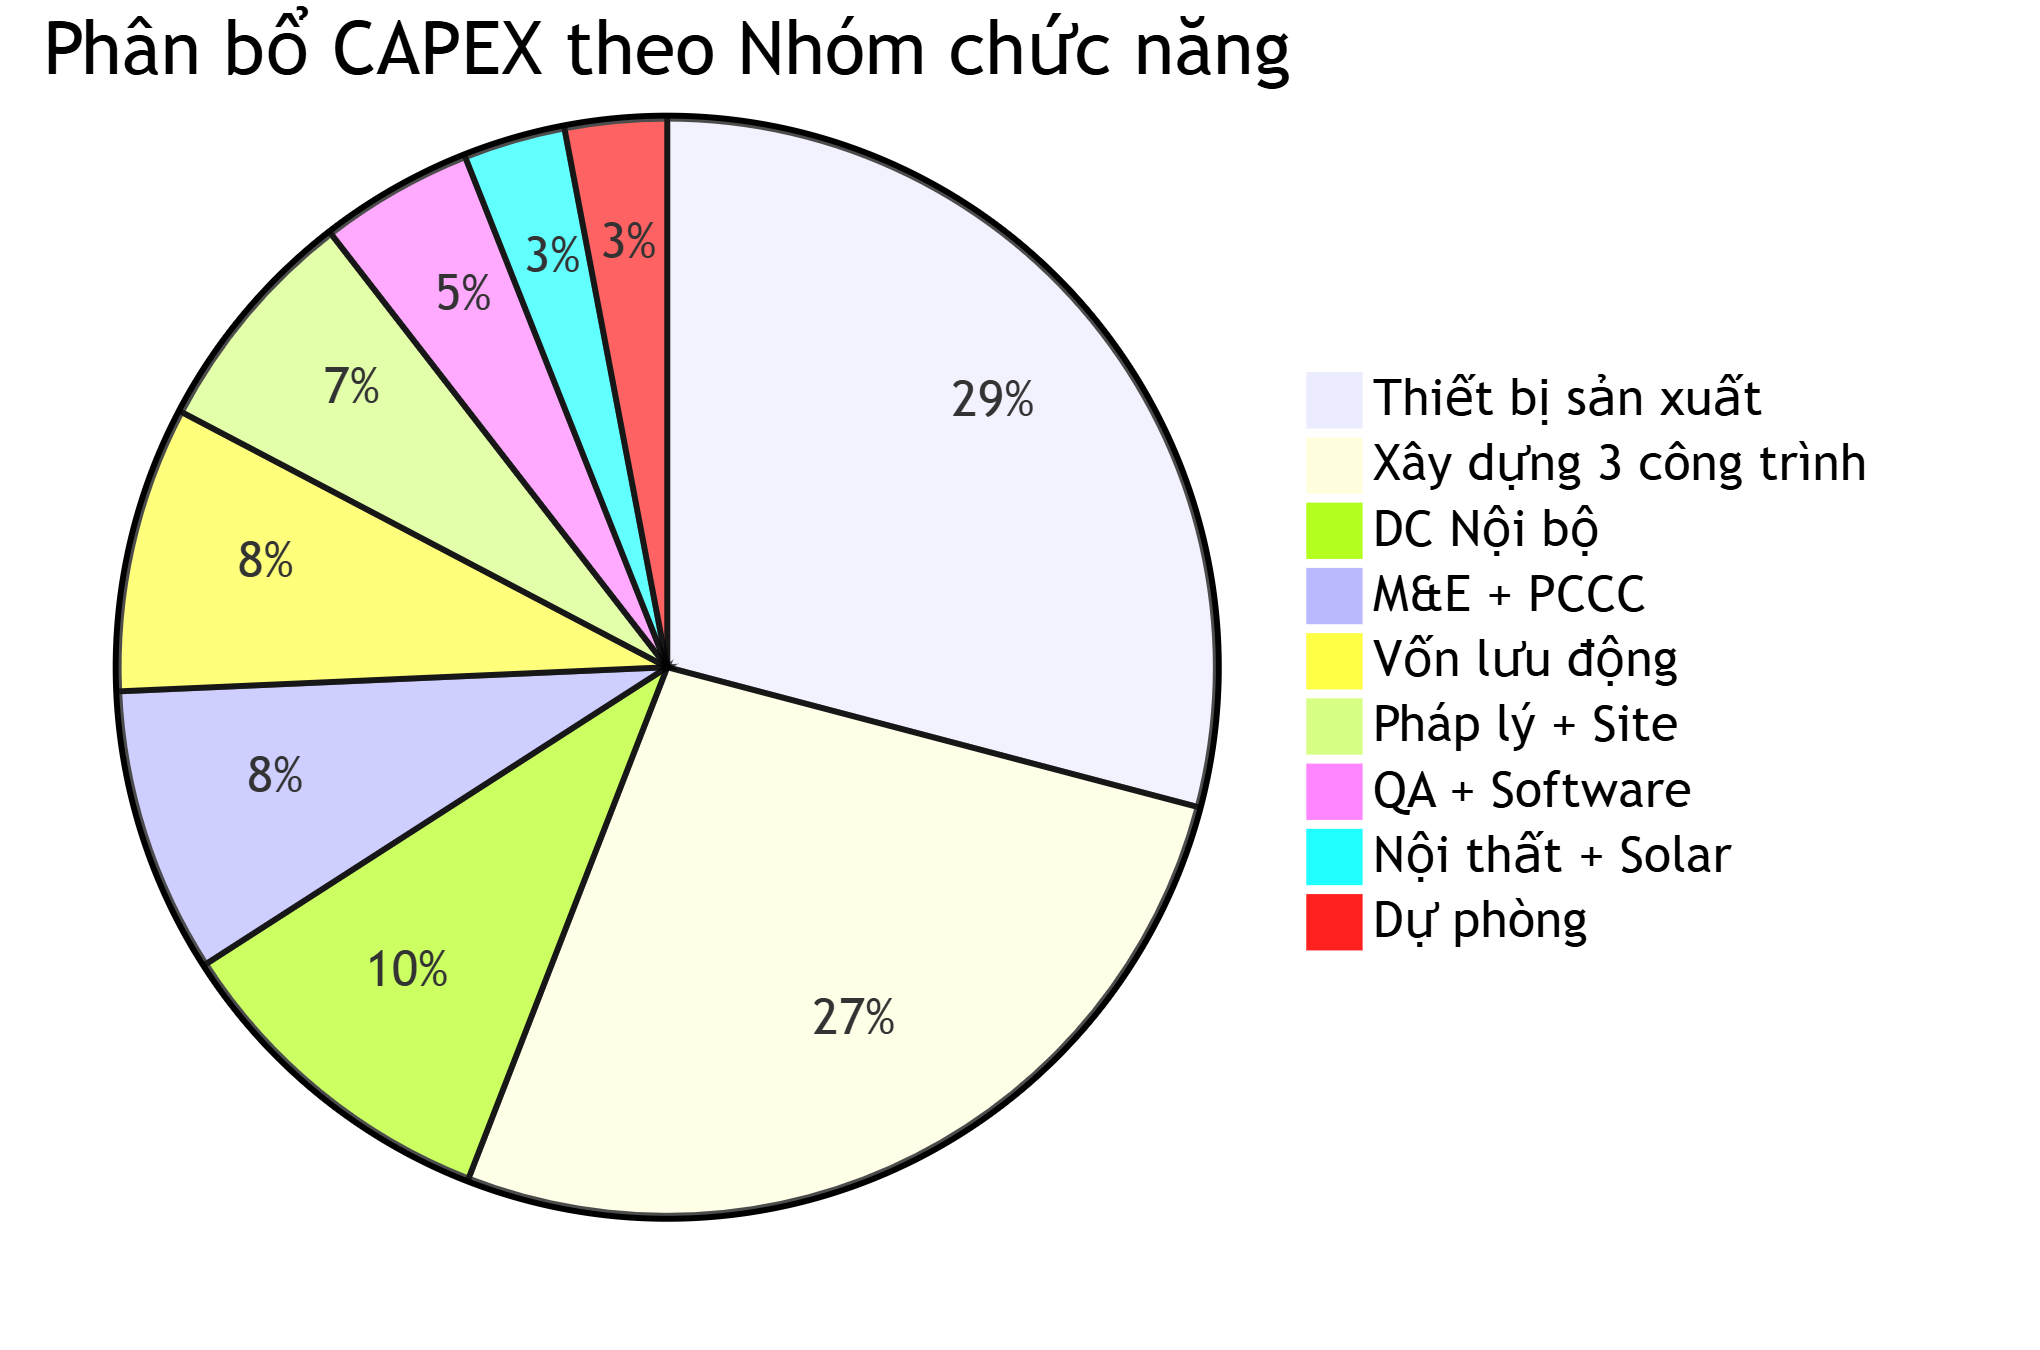 Phân bổ CAPEX theo Nhóm chức năng
3%
3%
5%
7%
29%
8%
8%
10%
27%
Thiết bị sản xuất
Xây dựng 3 công trình
DC Nội bộ
M&E + PCCC
Vốn lưu động
Pháp lý + Site
QA + Software
Nội thất + Solar
Dự phòng